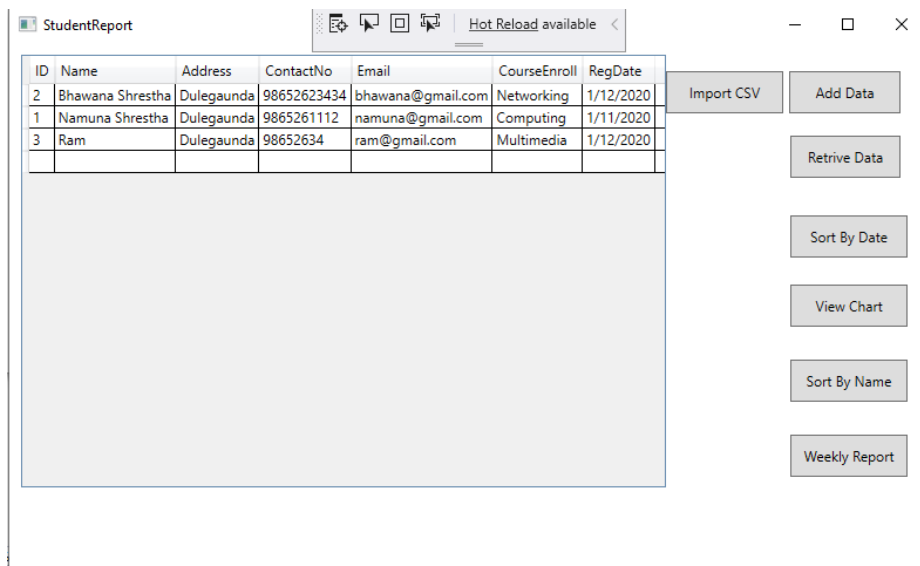 StudentReport Hot Reload available
ID Name Address ContactNo Email CourseEnroll RegDate
2 Bhawana Shrestha Dulegaunda 98652623434 bhawana@gmail.com Networking 1/12/2020
1 Namuna Shrestha Dulegaunda 9865261112 namuna@gmail.com Computing 1/11/2020
3 Ram Dulegaunda 98652634 ram@gmail.com Multimedia 1/12/2020
Import CSV Add Data
Retrive Data
Sort By Date
View Chart
Sort By Name
Weekly Report